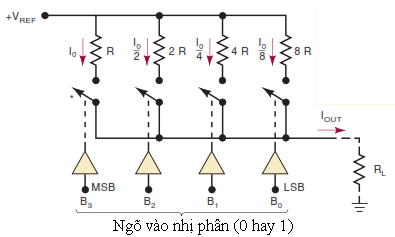 +V_REF
I_0 R I_0/2 2 R I_0/4 4 R I_0/8 8 R
*
I_OUT
R_L
MSB LSB
B_3 B_2 B_1 B_0
Ngõ vào nhị phân (0 hay 1)